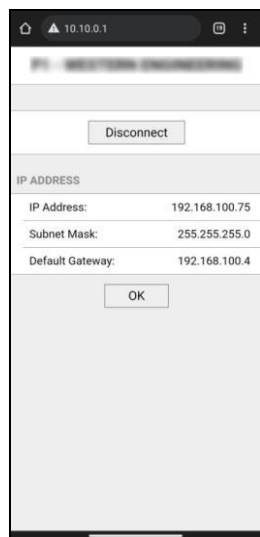 10.10.0.1
Disconnect
IP ADDRESS
IP Address: 192.168.100.75
Subnet Mask: 255.255.255.0
Default Gateway: 192.168.100.4
OK